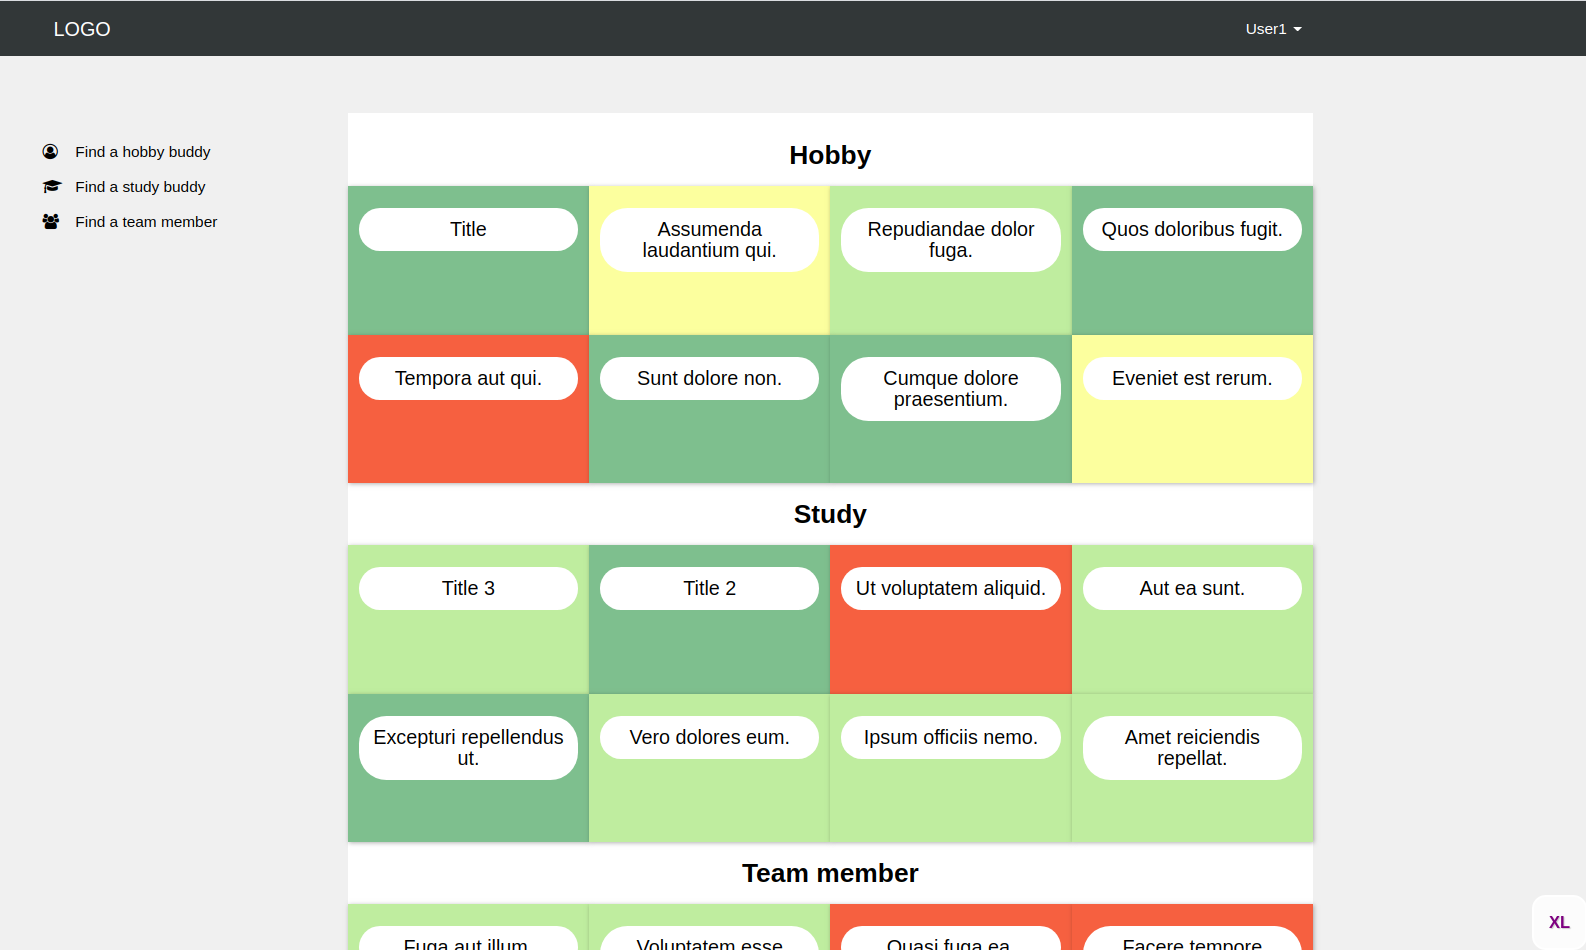 LOGO
User1
Find a hobby buddy
Find a study buddy
Find a team member
Hobby
Title
Assumenda
laudantium qui.
Repudiandae dolor
fuga.
Quos doloribus fugit.
Tempora aut qui.
Sunt dolore non.
Cumque dolore
praesentium.
Eveniet est rerum.
Study
Title 3
Title 2
Ut voluptatem aliquid.
Aut ea sunt.
Excepturi repellendus
ut.
Vero dolores eum.
Ipsum officiis nemo.
Amet reiciendis
repellat.
Team member
Fuga aut illum
Voluptatem esse
Quasi fuga ea
Facere tempore
XL